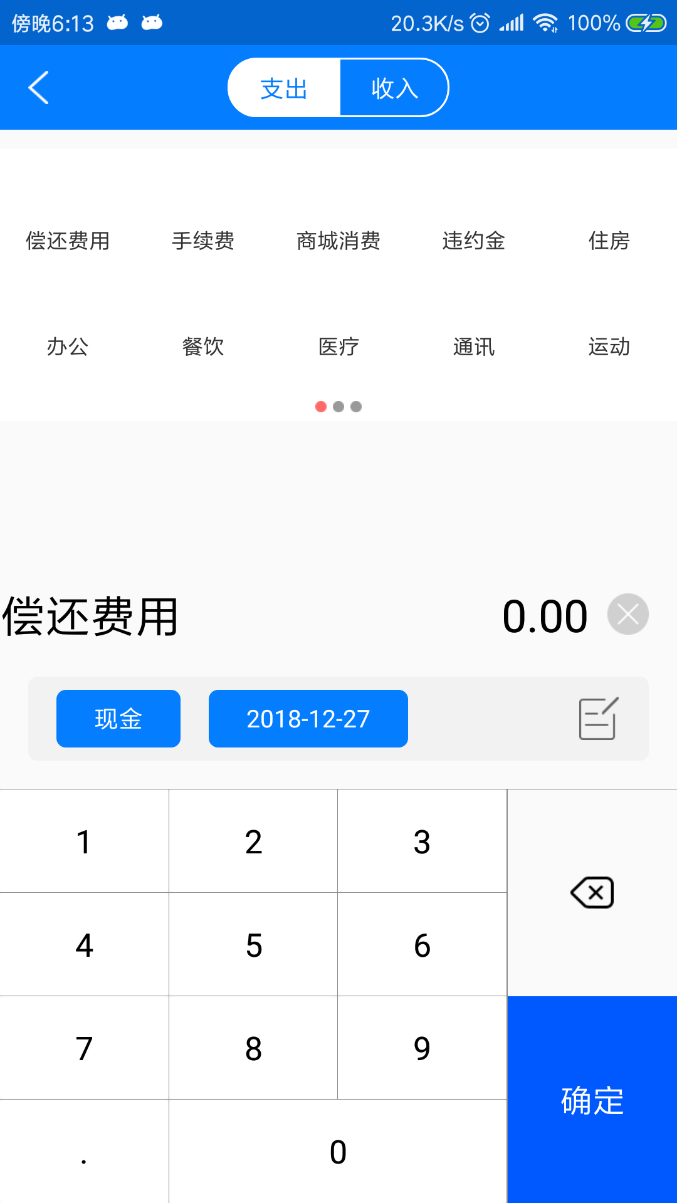 傍晚6:13 20.3K/s 100%
支出 收入
偿还费用 手续费 商城消费 违约金 住房
办公 餐饮 医疗 通讯 运动
偿还费用 0.00
现金 2018-12-27
1 2 3
4 5 6
7 8 9
确定
. 0